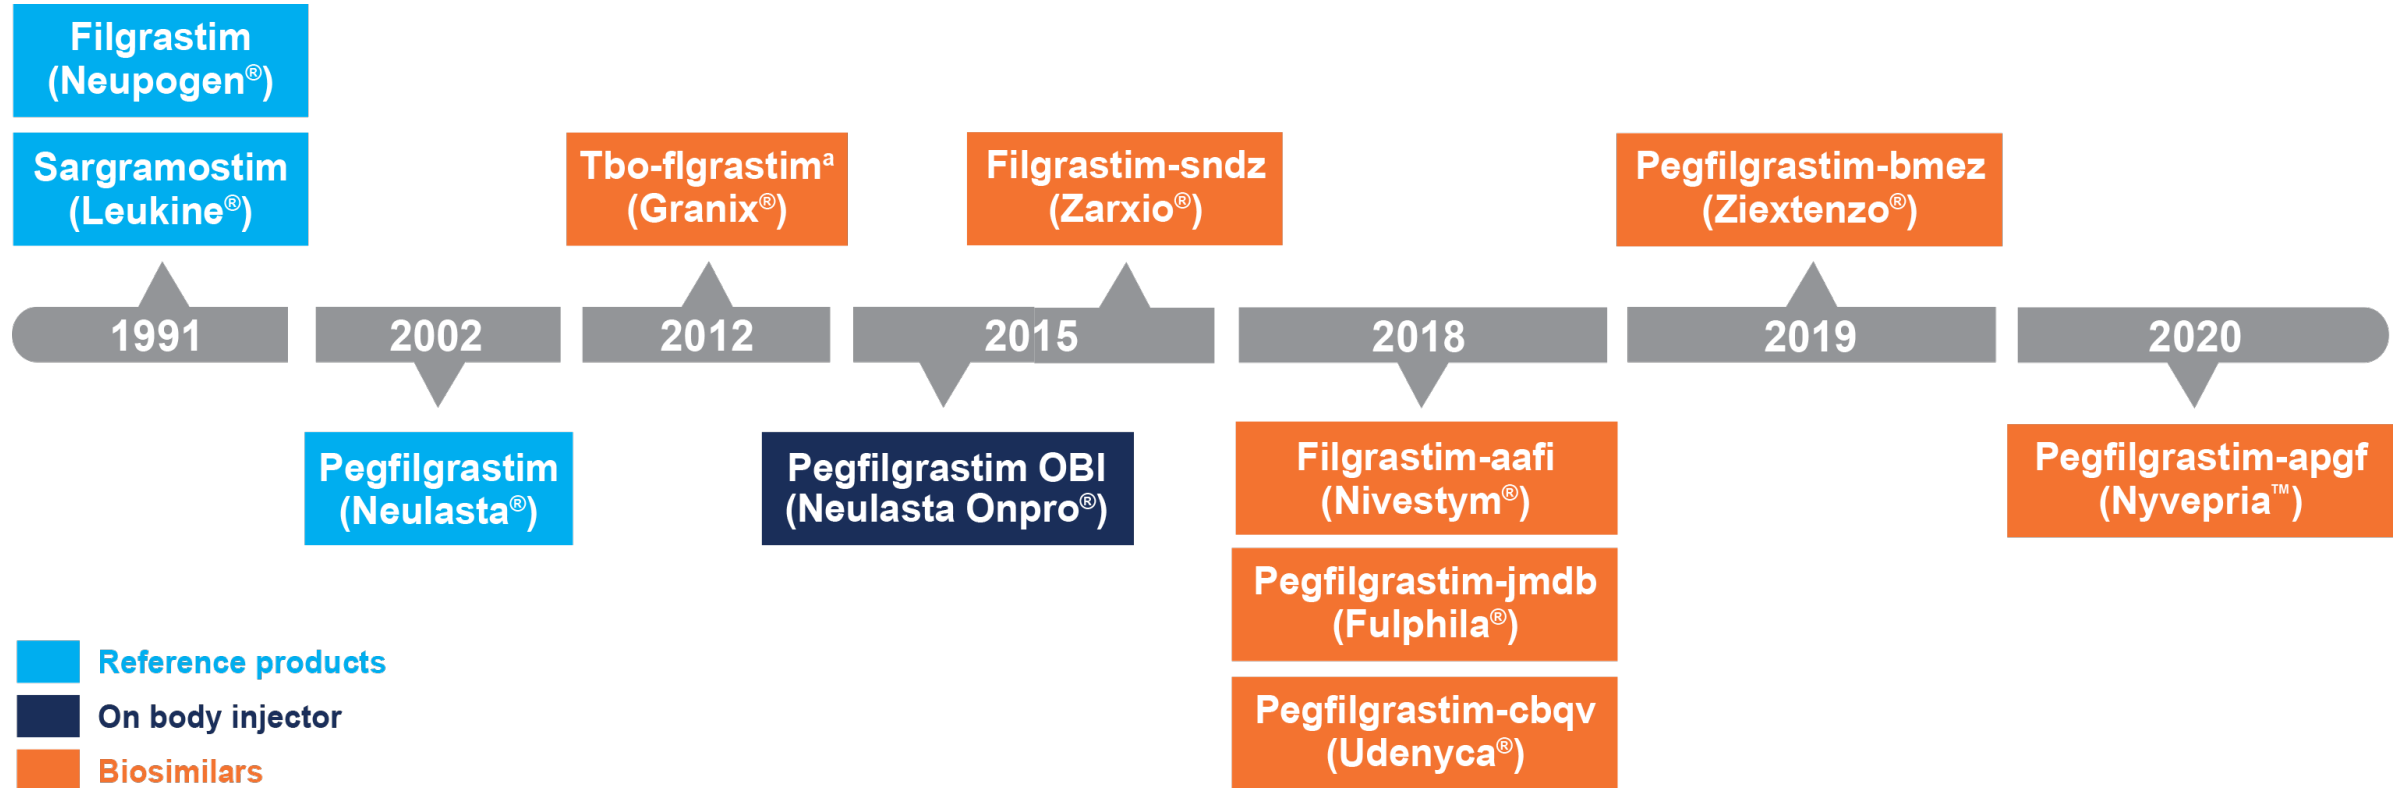 Filgrastim
(Neupogen®)
Sargramostim
(Leukine®)
Tbo-flgrastimᵃ
(Granix®)
Filgrastim-sndz
(Zarxio®)
Pegfilgrastim-bmez
(Ziextenzo®)
1991
2002
2012
2015
2018
2019
2020
Pegfilgrastim
(Neulasta®)
Pegfilgrastim OBI
(Neulasta Onpro®)
Filgrastim-aafi
(Nivestym®)
Pegfilgrastim-jmdb
(Fulphila®)
Pegfilgrastim-cbqv
(Udenyca®)
Pegfilgrastim-apgf
(Nyvepria™)
Reference products
On body injector
Biosimilars